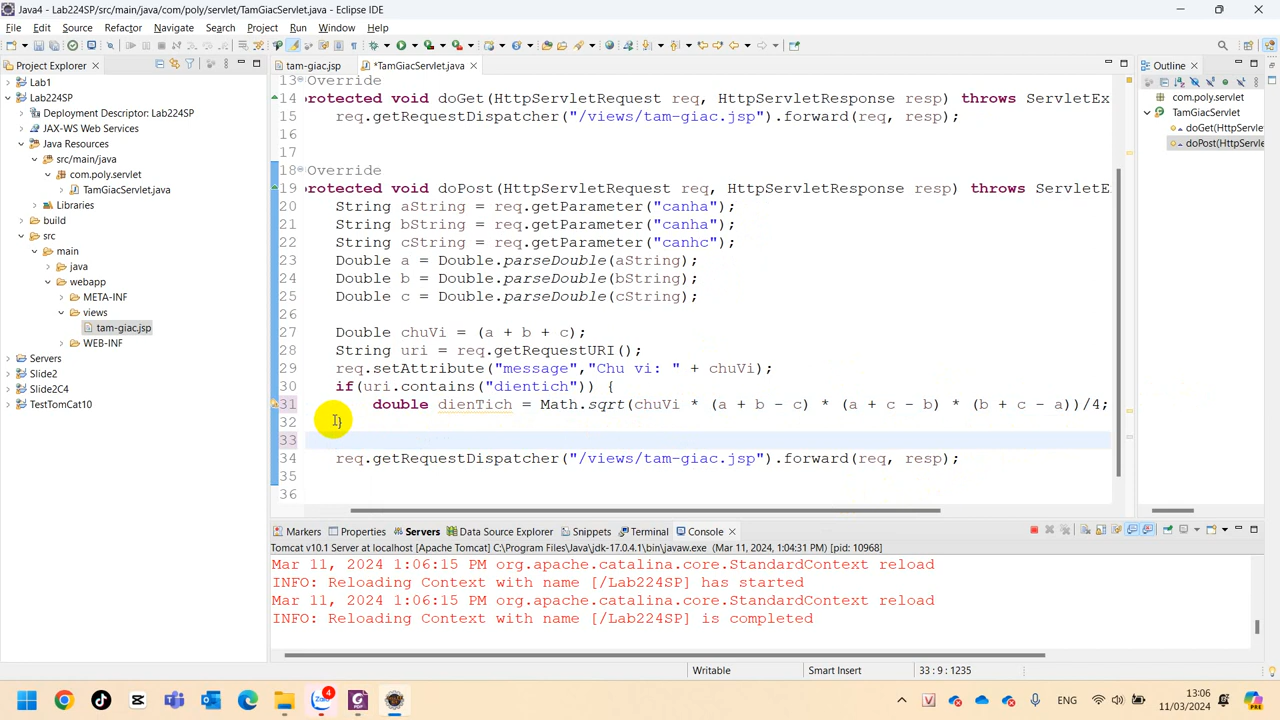 Java4 - Lab224SP/src/main/java/com/poly/servlet/TamGiacServlet.java - Eclipse IDE
File Edit Source Refactor Navigate Search Project Run Window Help
Project Explorer
Lab1
Lab224SP
Deployment Descriptor: Lab224SP
JAX-WS Web Services
Java Resources
src/main/java
com.poly.servlet
TamGiacServlet.java
Libraries
build
src
main
java
webapp
META-INF
views
tam-giac.jsp
WEB-INF
Servers
Slide2
Slide2C4
TestTomCat10
tam-giac.jsp *TamGiacServlet.java
13 Override
14 protected void doGet(HttpServletRequest req, HttpServletResponse resp) throws ServletEx
15 req.getRequestDispatcher("/views/tam-giac.jsp").forward(req, resp);
16
17
18 Override
19 protected void doPost(HttpServletRequest req, HttpServletResponse resp) throws ServletE
20 String aString = req.getParameter("canha");
21 String bString = req.getParameter("canha");
22 String cString = req.getParameter("canhc");
23 Double a = Double.parseDouble(aString);
24 Double b = Double.parseDouble(bString);
25 Double c = Double.parseDouble(cString);
26
27 Double chuVi = (a + b + c);
28 String uri = req.getRequestURI();
29 req.setAttribute("message","Chu vi: " + chuVi);
30 if(uri.contains("dientich")) {
31 double dienTich = Math.sqrt(chuVi * (a + b - c) * (a + c - b) * (b + c - a))/4;
32 }
33
34 req.getRequestDispatcher("/views/tam-giac.jsp").forward(req, resp);
35
36
Outline
com.poly.servlet
TamGiacServlet
doGet(HttpServle
doPost(HttpServle
Markers Properties Servers Data Source Explorer Snippets Terminal Console
Tomcat v10.1 Server at localhost [Apache Tomcat] C:\Program Files\Java\jdk-17.0.4.1\bin\javaw.exe (Mar 11, 2024 1:04:31 PM) [pid: 10968]
Mar 11, 2024 1:06:15 PM org.apache.catalina.core.StandardContext reload
INFO: Reloading Context with name [/Lab224SP] has started
Mar 11, 2024 1:06:15 PM org.apache.catalina.core.StandardContext reload
INFO: Reloading Context with name [/Lab224SP] is completed
Writable Smart Insert 33 : 9 : 1235
Zalo 4
ENG 13:06
11/03/2024
PRE